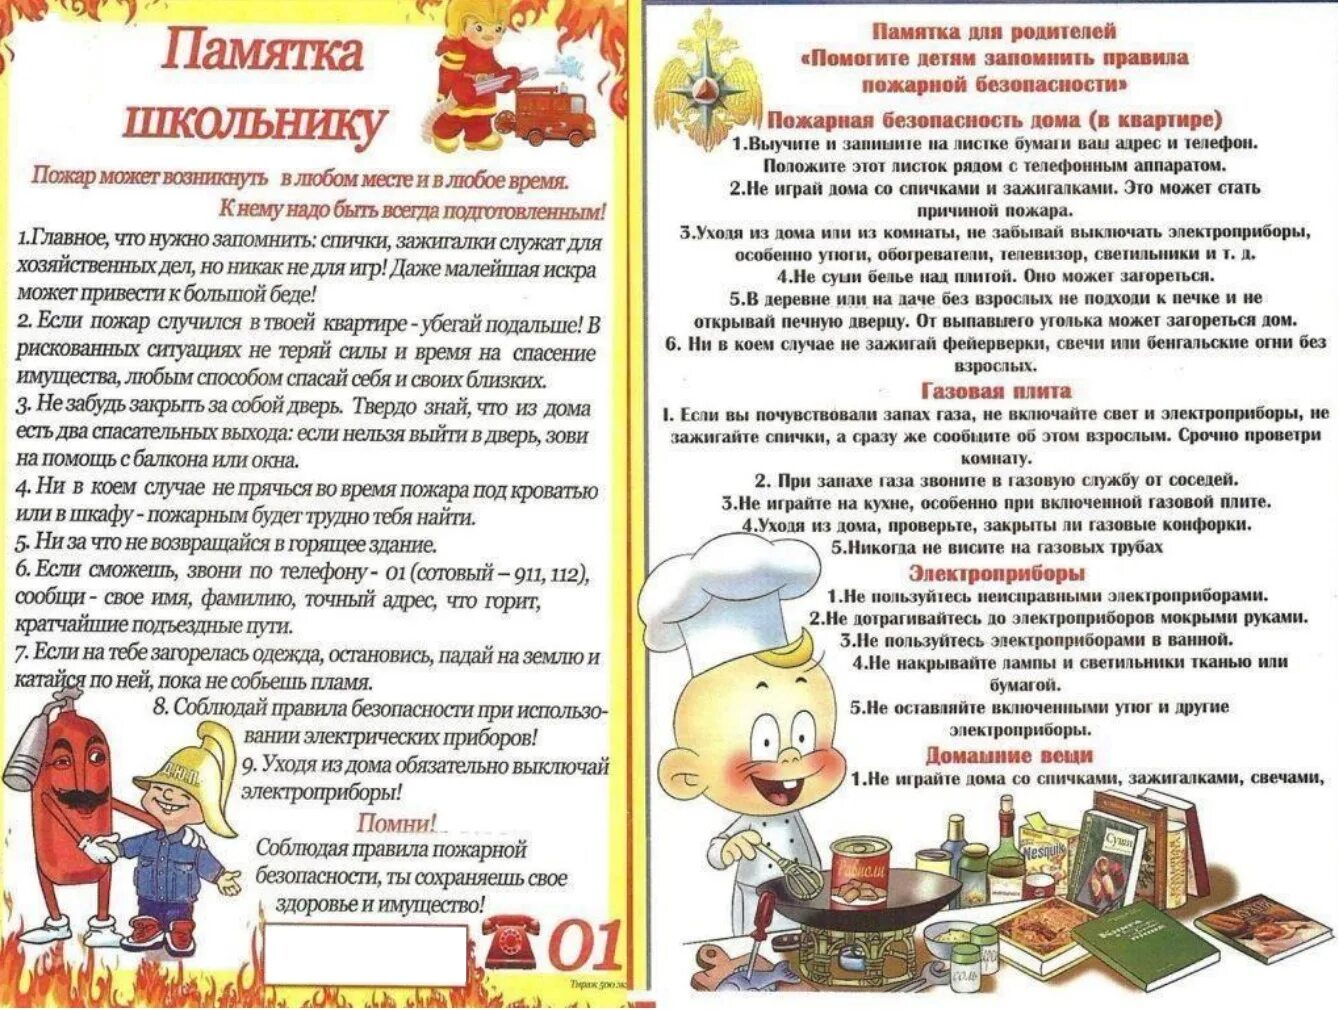 Памятка
школьнику
Пожар может возникнуть в любом месте и в любое время.
К нему надо быть всегда подготовленным!
1.Главное, что нужно запомнить: спички, зажигалки служат для
хозяйственных дел, но никак не для игр! Даже малейшая искра
может привести к большой беде!
2. Если пожар случился в твоей квартире - убегай подальше! В
рискованных ситуациях не теряй силы и время на спасение
имущества, любым способом спасай себя и своих близких.
3. Не забудь закрыть за собой дверь. Твердо знай, что из дома
есть два спасательных выхода: если нельзя выйти в дверь, зови
на помощь с балкона или окна.
4. Ни в коем случае не прячься во время пожара под кроватью
или в шкафу - пожарным будет трудно тебя найти.
5. Ни за что не возвращайся в горящее здание.
6. Если сможешь, звони по телефону - 01 (сотовый – 911, 112),
сообщи - свое имя, фамилию, точный адрес, что горит,
кратчайшие подъездные пути.
7. Если на тебе загорелась одежда, остановись, падай на землю и
катайся по ней, пока не собьешь пламя.
8. Соблюдай правила безопасности при использо-
вании электрических приборов!
9. Уходя из дома обязательно выключай
электроприборы!
Помни!
Соблюдая правила пожарной
безопасности, ты сохраняешь свое
здоровье и имущество!
Д.Ю.П.
01
Тираж 500 эк
Памятка для родителей
«Помогите детям запомнить правила
пожарной безопасности»
Пожарная безопасность дома (в квартире)
1.Выучите и запишите на листке бумаги ваш адрес и телефон.
Положите этот листок рядом с телефонным аппаратом.
2.Не играй дома со спичками и зажигалками. Это может стать
причиной пожара.
3.Уходя из дома или из комнаты, не забывай выключать электроприборы,
особенно утюги, обогреватели, телевизор, светильники и т. д.
4.Не суши белье над плитой. Оно может загореться.
5.В деревне или на даче без взрослых не подходи к печке и не
открывай печную дверцу. От выпавшего уголька может загореться дом.
6. Ни в коем случае не зажигай фейерверки, свечи или бенгальские огни без
взрослых.
Газовая плита
1. Если вы почувствовали запах газа, не включайте свет и электроприборы, не
зажигайте спички, а сразу же сообщите об этом взрослым. Срочно проветри
комнату.
2. При запахе газа звоните в газовую службу от соседей.
3.Не играйте на кухне, особенно при включенной газовой плите.
4.Уходя из дома, проверьте, закрыты ли газовые конфорки.
5.Никогда не висите на газовых трубах
Электроприборы
1.Не пользуйтесь неисправными электроприборами.
2.Не дотрагивайтесь до электроприборов мокрыми руками.
3.Не пользуйтесь электроприборами в ванной.
4.Не накрывайте лампы и светильники тканью или
бумагой.
5.Не оставляйте включенными утюг и другие
электроприборы.
Домашние вещи
1.Не играйте дома со спичками, зажигалками, свечами,
Nesquik
Суши
Равиоли
соль